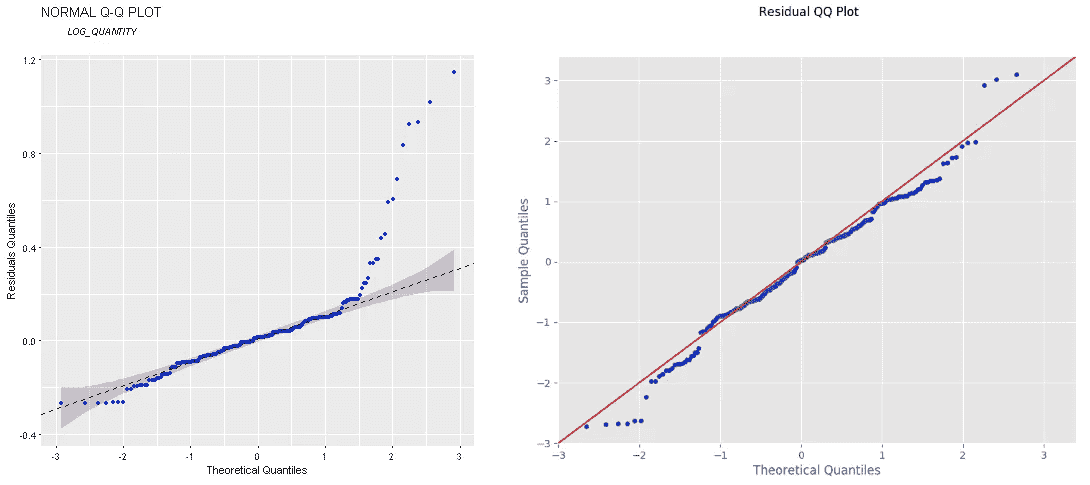 NORMAL Q-Q PLOT
LOG_QUANTITY
1.2
0.8
0.4
0.0
-0.4
Residuals Quantiles
-3 -2 -1 0 1 2 3
Theoretical Quantiles
Residual QQ Plot
3
2
1
0
−1
−2
−3
Sample Quantiles
−3 −2 −1 0 1 2 3
Theoretical Quantiles